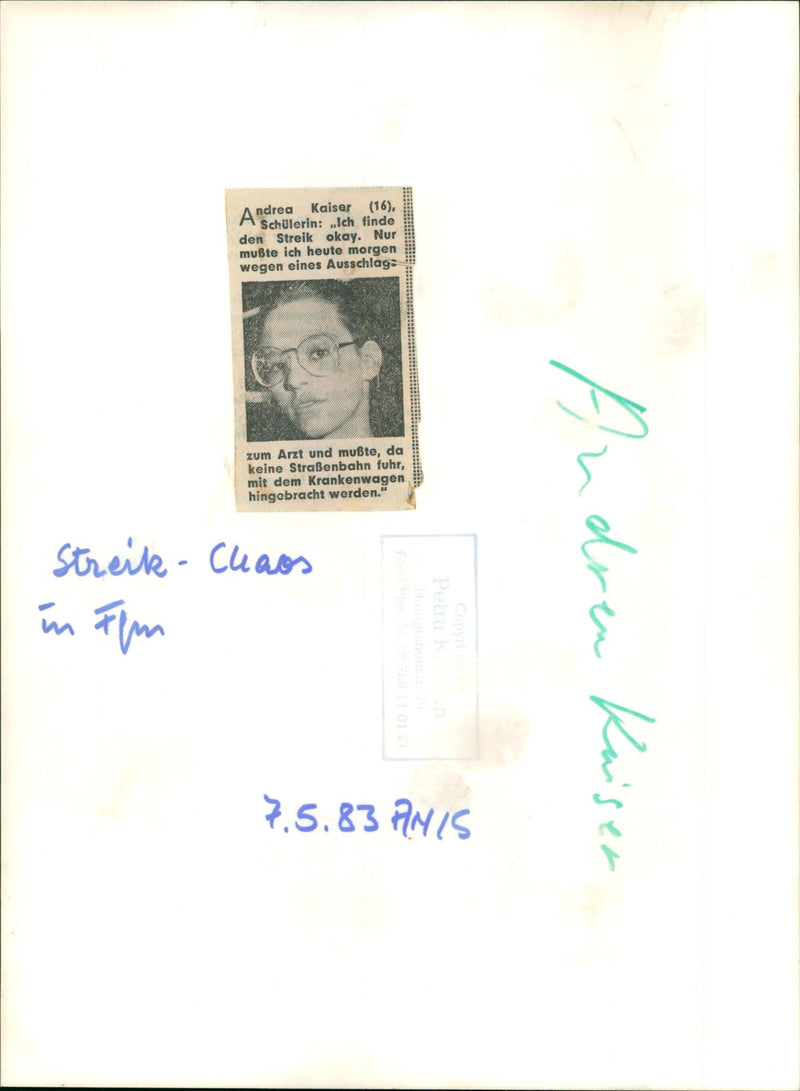 Andrea Kaiser (16),
Schülerin: „Ich finde
den Streik okay. Nur
mußte ich heute morgen
wegen eines Ausschlags
zum Arzt und mußte, da
keine Straßenbahn fuhr,
mit dem Krankenwagen
hingebracht werden."
Streik - Chaos
in Ffm
Petra
7.5.83
Andrea Kaiser